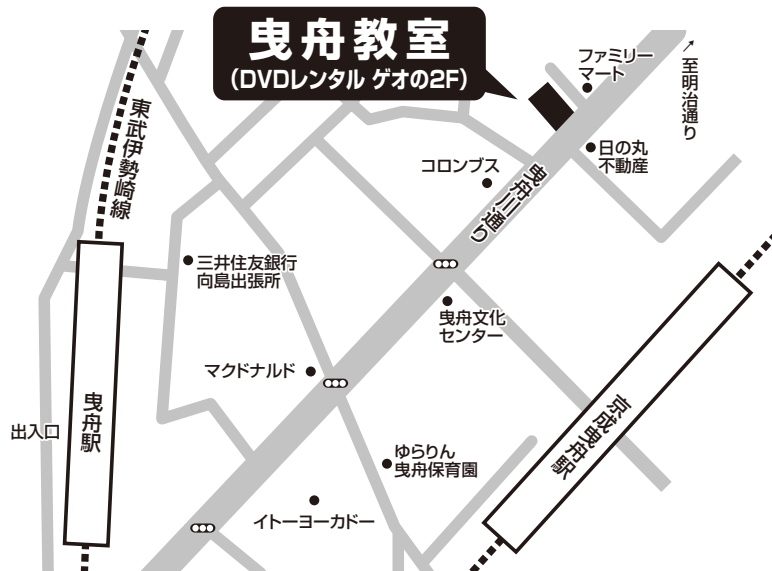 曳舟教室
（DVDレンタル ゲオの2F）
ファミリー
マート
↗至明治通り
東武伊勢崎線
日の丸
不動産
コロンブス
曳舟川通り
三井住友銀行
向島出張所
曳舟文化
センター
マクドナルド
曳舟駅
出入口
京成曳舟駅
ゆらりん
曳舟保育園
イトーヨーカドー